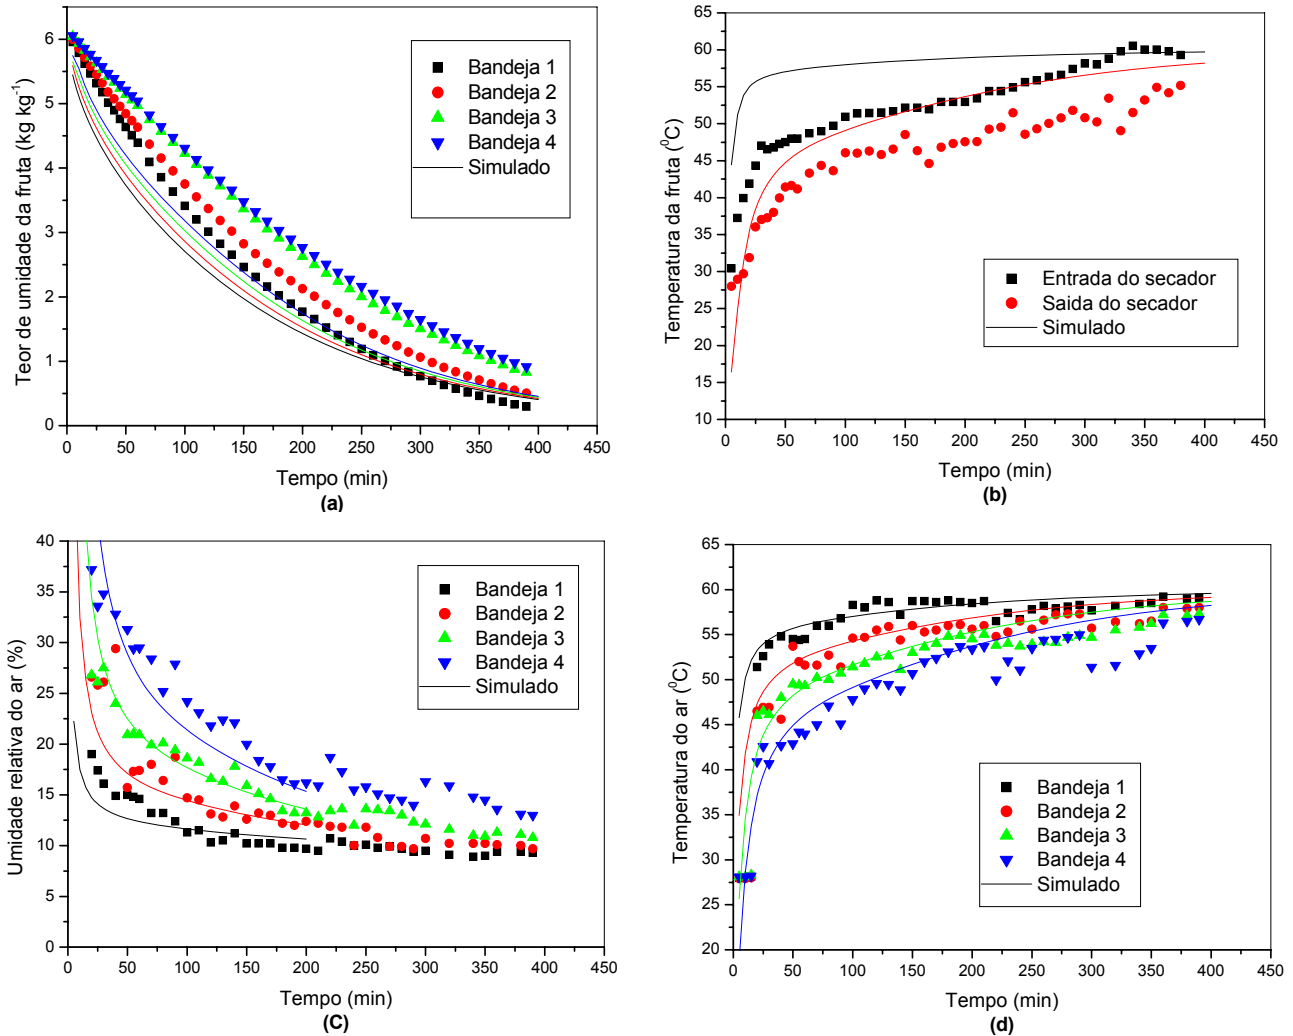 6
5
4
3
2
1
0
Teor de umidade da fruta (kg kg⁻¹)
Bandeja 1
Bandeja 2
Bandeja 3
Bandeja 4
Simulado
0 50 100 150 200 250 300 350 400 450
Tempo (min)
(a)
65
60
55
50
45
40
35
30
25
20
15
10
Temperatura da fruta (⁰C)
Entrada do secador
Saida do secador
Simulado
0 50 100 150 200 250 300 350 400 450
Tempo (min)
(b)
40
35
30
25
20
15
10
5
0
Umidade relativa do ar (%)
Bandeja 1
Bandeja 2
Bandeja 3
Bandeja 4
Simulado
0 50 100 150 200 250 300 350 400 450
Tempo (min)
(C)
65
60
55
50
45
40
35
30
25
20
Temperatura do ar (⁰C)
Bandeja 1
Bandeja 2
Bandeja 3
Bandeja 4
Simulado
0 50 100 150 200 250 300 350 400 450
Tempo (min)
(d)